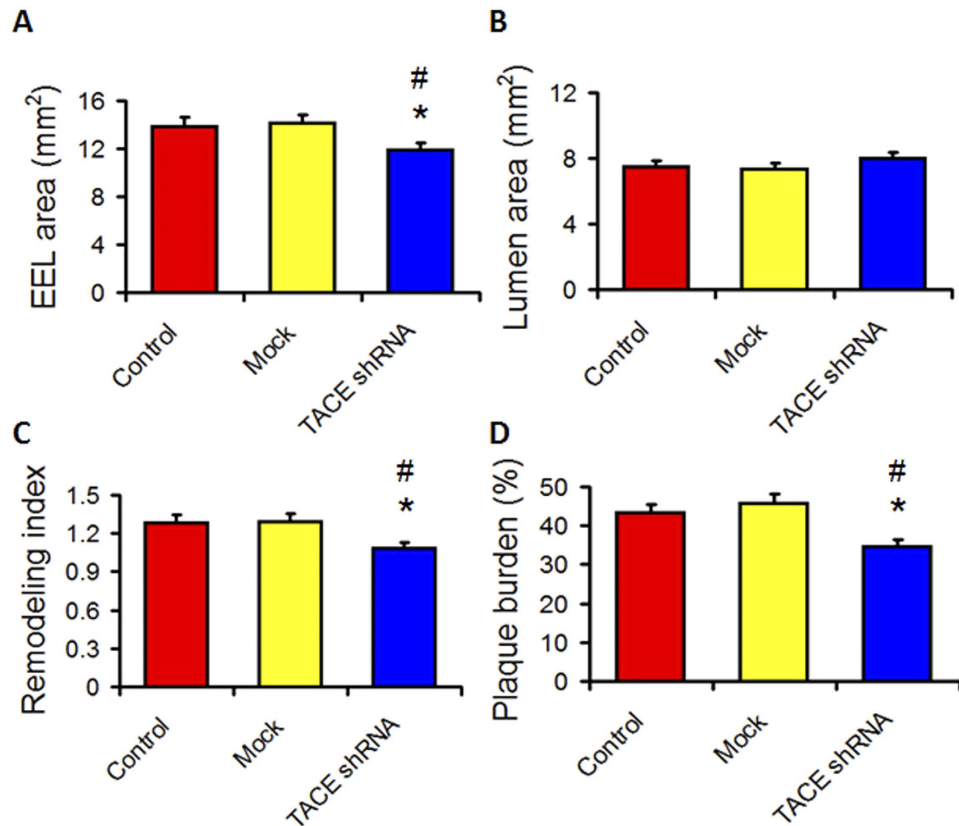 A
EEL area (mm²)
16
12
8
4
0
#
*
Control
Mock
TACE shRNA
B
Lumen area (mm²)
12
8
4
0
Control
Mock
TACE shRNA
C
Remodeling index
1.5
1.2
0.9
0.6
0.3
0
#
*
Control
Mock
TACE shRNA
D
Plaque burden (%)
50
40
30
20
10
0
#
*
Control
Mock
TACE shRNA